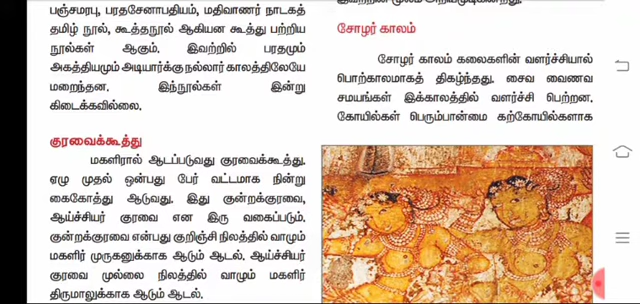 பஞ்சமரபு, பரதசேனாபதியம், மதிவாணர் நாடகத்
தமிழ் நூல், கூத்தநூல் ஆகியன கூத்து பற்றிய
நூல்கள் ஆகும். இவற்றில் பரதமும்
அகத்தியமும் அடியார்க்கு நல்லார் காலத்திலேயே
மறைந்தன. இந்நூல்கள் இன்று
கிடைக்கவில்லை.
குரவைக்கூத்து
மகளிரால் ஆடப்படுவது குரவைக்கூத்து.
ஏழு முதல் ஒன்பது பேர் வட்டமாக நின்று
கைகோத்து ஆடுவது. இது குன்றக்குரவை,
ஆய்ச்சியர் குரவை என இரு வகைப்படும்.
குன்றக்குரவை என்பது குறிஞ்சி நிலத்தில் வாழும்
மகளிர் முருகனுக்காக ஆடும் ஆடல். ஆய்ச்சியர்
குரவை முல்லை நிலத்தில் வாழும் மகளிர்
திருமாலுக்காக ஆடும் ஆடல்.
சோழர் காலம்
சோழர் காலம் கலைகளின் வளர்ச்சியால்
பொற்காலமாகத் திகழ்ந்தது. சைவ வைணவ
சமயங்கள் இக்காலத்தில் வளர்ச்சி பெற்றன.
கோயில்கள் பெரும்பான்மை கற்கோயில்களாக